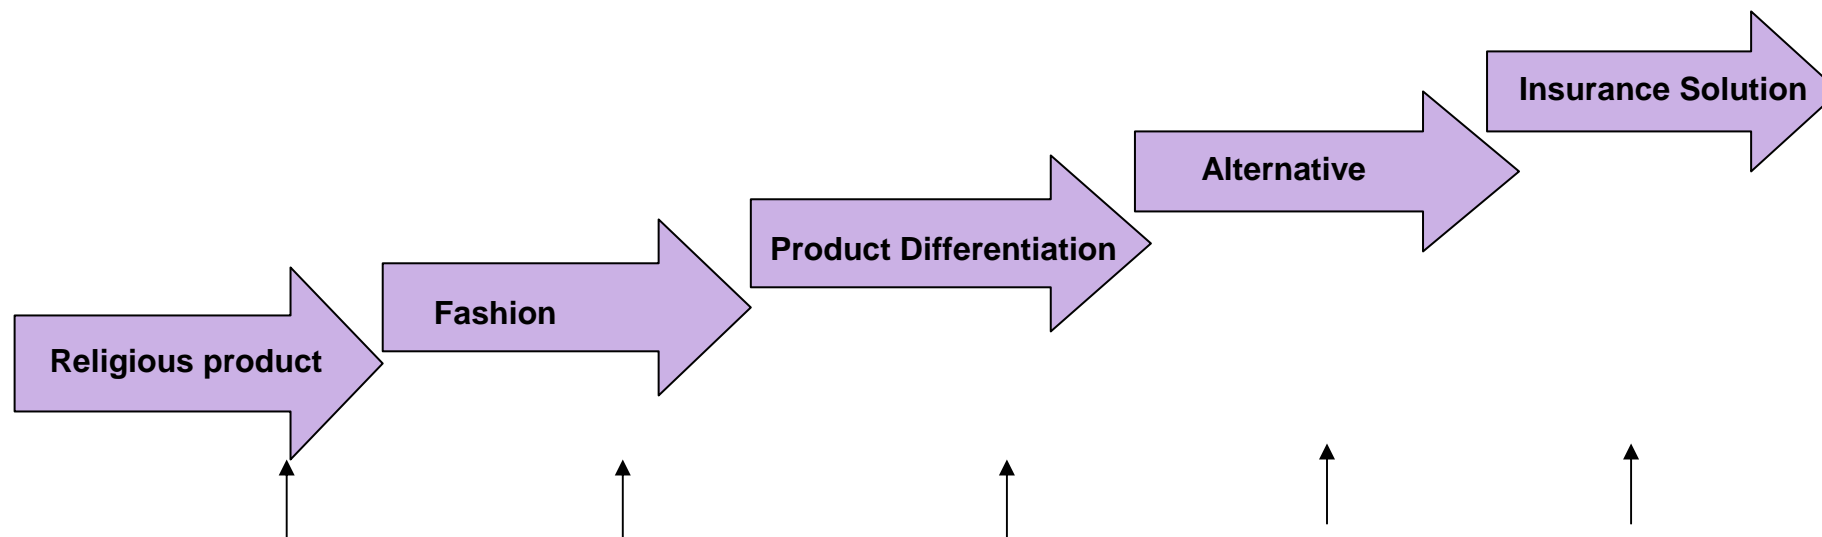 Religious product
Fashion
Product Differentiation
Alternative
Insurance Solution